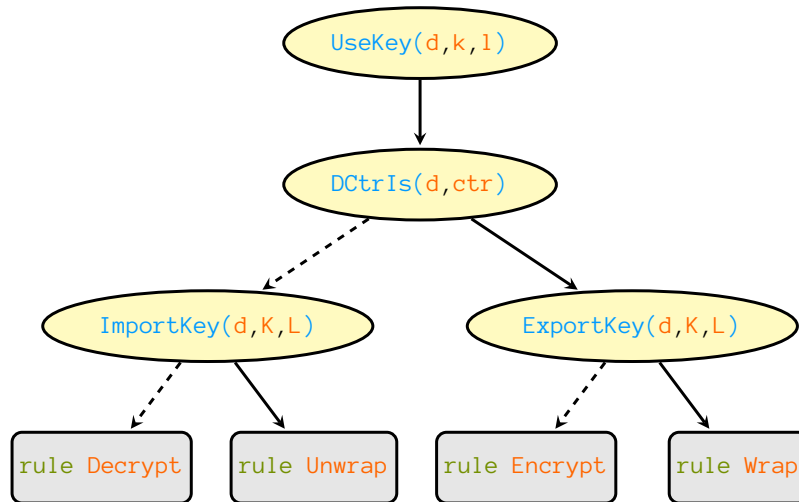 UseKey(d,k,l)
DCtrIs(d,ctr)
ImportKey(d,K,L)
ExportKey(d,K,L)
rule Decrypt
rule Unwrap
rule Encrypt
rule Wrap